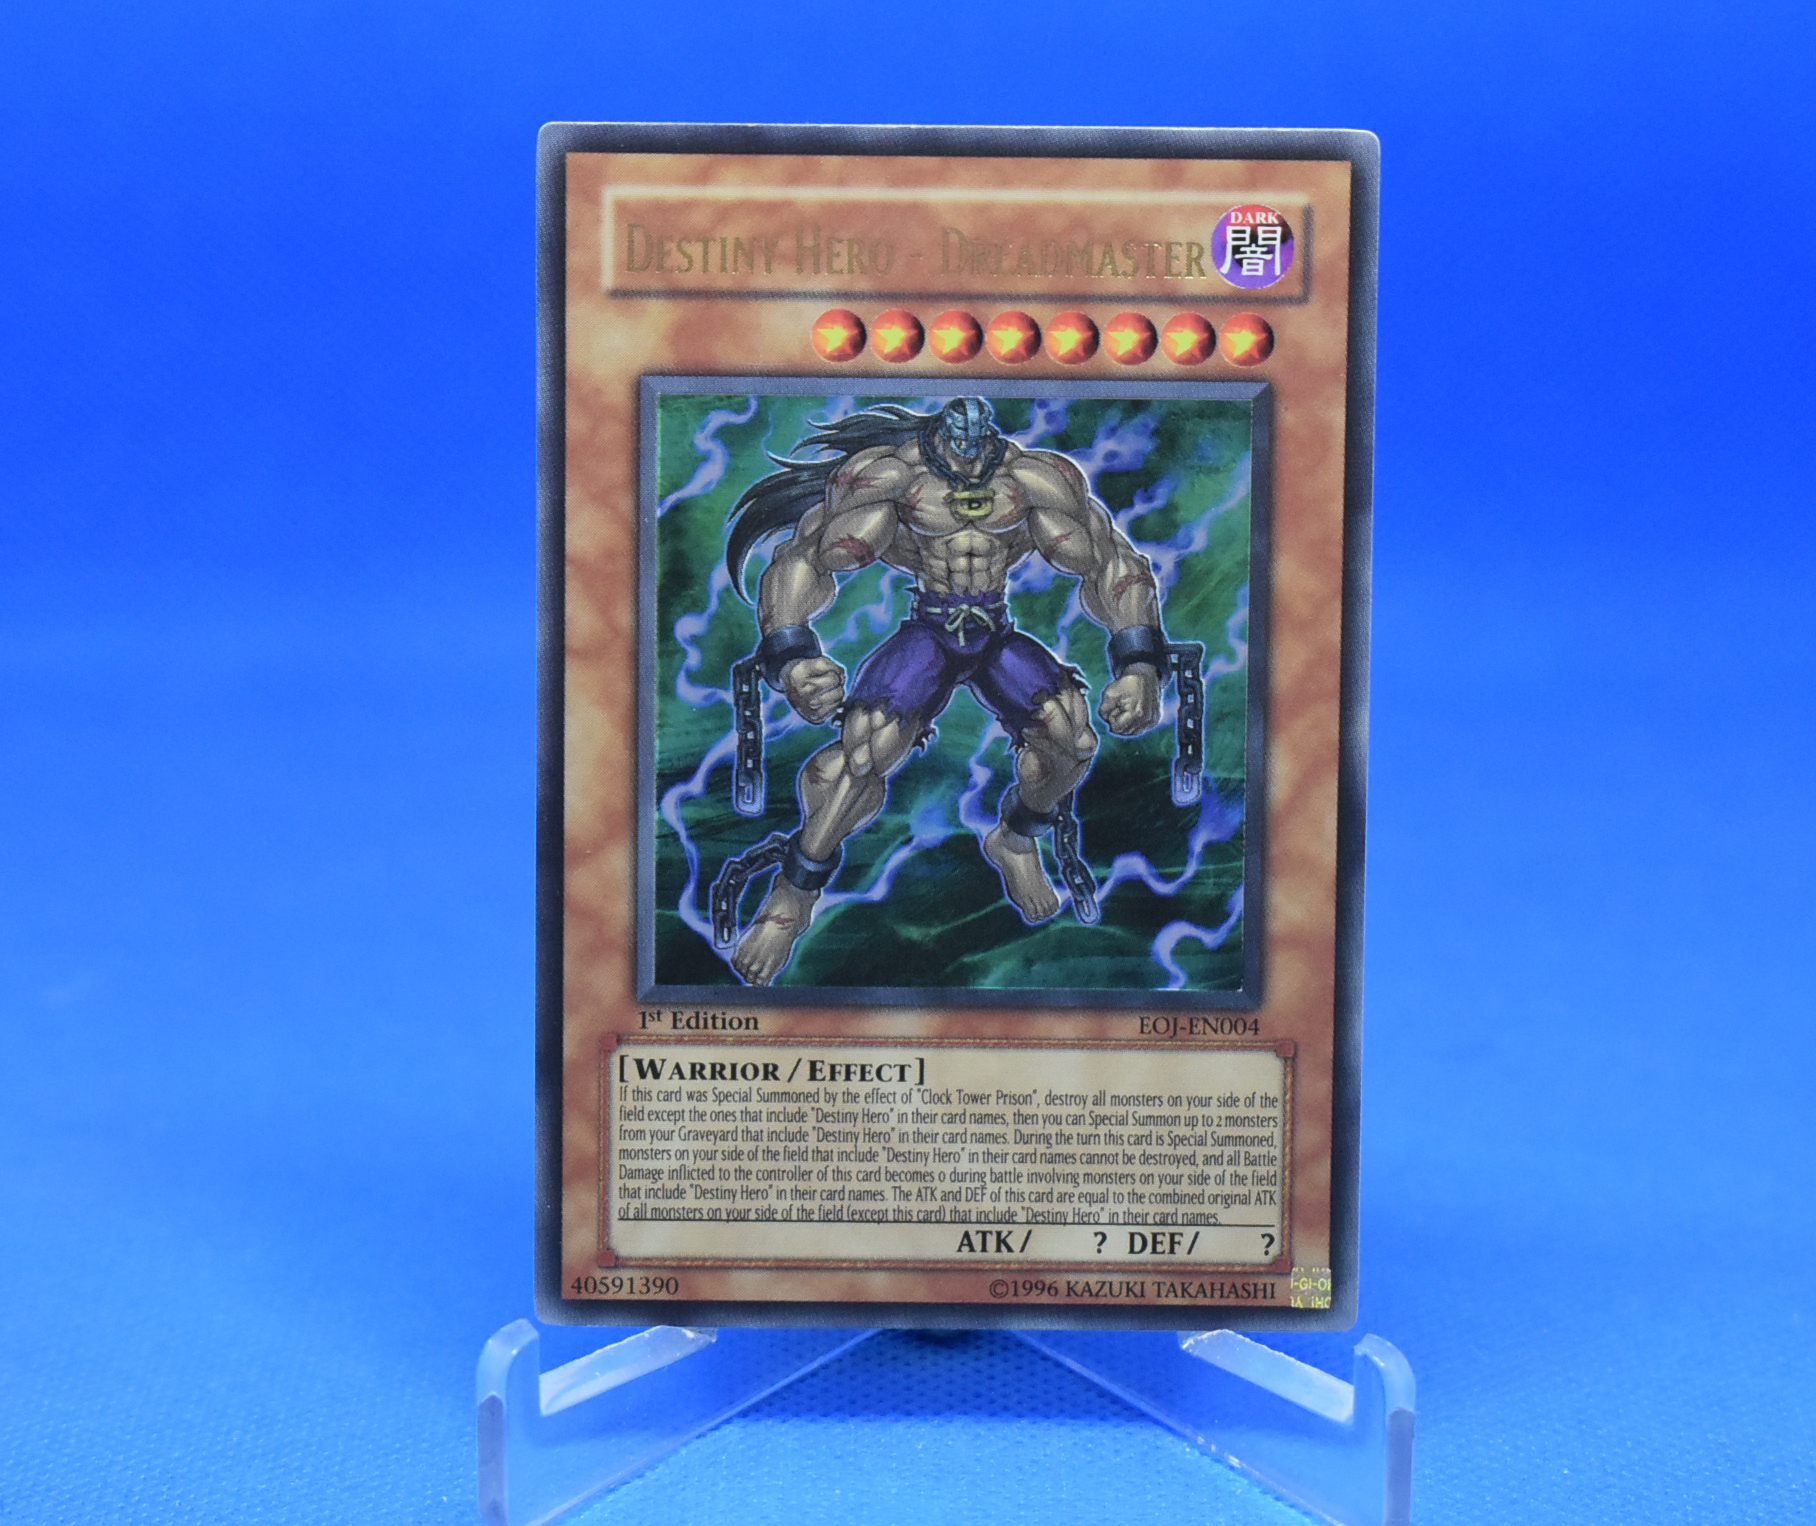 DESTINY HERO - DREADMASTER
DARK
闇
D
1st Edition
EOJ-EN004
[WARRIOR / EFFECT]
If this card was Special Summoned by the effect of "Clock Tower Prison", destroy all monsters on your side of the
field except the ones that include "Destiny Hero" in their card names, then you can Special Summon up to 2 monsters
from your Graveyard that include "Destiny Hero" in their card names. During the turn this card is Special Summoned,
monsters on your side of the field that include "Destiny Hero" in their card names cannot be destroyed, and all Battle
Damage inflicted to the controller of this card becomes 0 during battle involving monsters on your side of the field
that include "Destiny Hero" in their card names. The ATK and DEF of this card are equal to the combined original ATK
of all monsters on your side of the field (except this card) that include "Destiny Hero" in their card names.
ATK/ ? DEF/ ?
40591390
©1996 KAZUKI TAKAHASHI